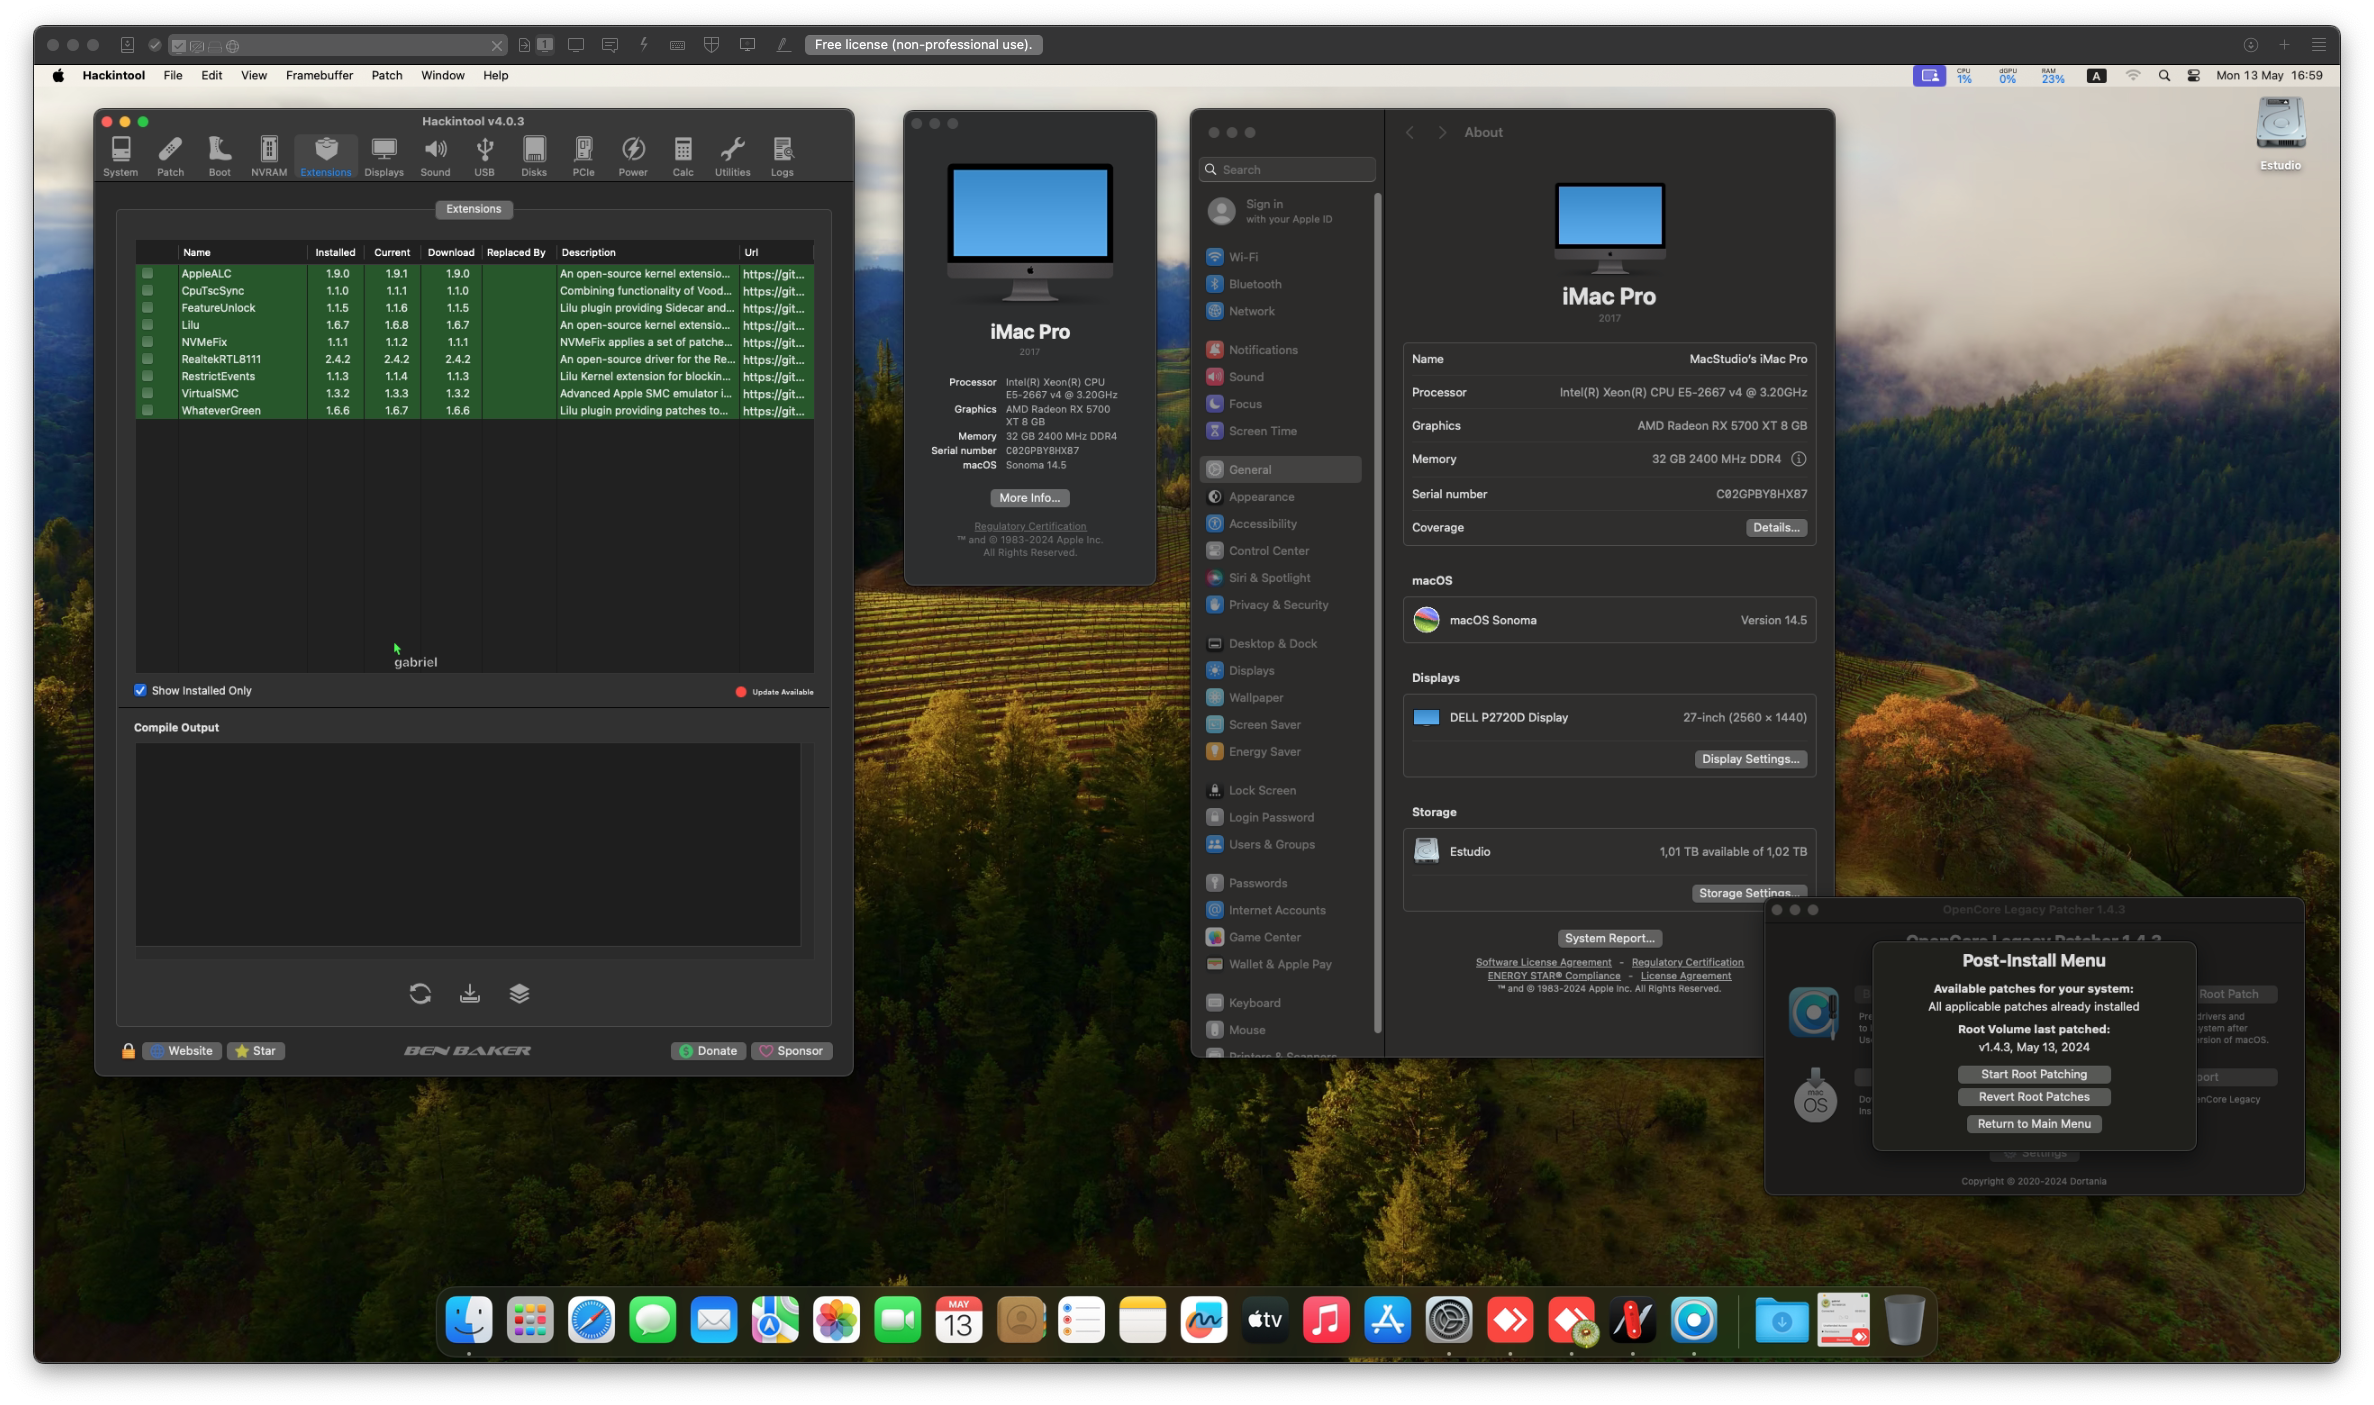 Free license (non-professional use).
Hackintool File Edit View Framebuffer Patch Window Help
CPU 1% dGPU 0% RAM 23% A Mon 13 May 16:59
Estudio
Hackintool v4.0.3
System Patch Boot NVRAM Extensions Displays Sound USB Disks PCIe Power Calc Utilities Logs
Extensions
Name Installed Current Download Replaced By Description Url
AppleALC 1.9.0 1.9.1 1.9.0 An open-source kernel extensio... https://git...
CpuTscSync 1.1.0 1.1.1 1.1.0 Combining functionality of Vood... https://git...
FeatureUnlock 1.1.5 1.1.6 1.1.5 Lilu plugin providing Sidecar and... https://git...
Lilu 1.6.7 1.6.8 1.6.7 An open-source kernel extensio... https://git...
NVMeFix 1.1.1 1.1.2 1.1.1 NVMeFix applies a set of patche... https://git...
RealtekRTL8111 2.4.2 2.4.2 2.4.2 An open-source driver for the Re... https://git...
RestrictEvents 1.1.3 1.1.4 1.1.3 Lilu Kernel extension for blockin... https://git...
VirtualSMC 1.3.2 1.3.3 1.3.2 Advanced Apple SMC emulator i... https://git...
WhateverGreen 1.6.6 1.6.7 1.6.6 Lilu plugin providing patches to... https://git...
gabriel
Show Installed Only
Update Available
Compile Output
Website Star BEN BAKER Donate Sponsor
iMac Pro
2017
Processor Intel(R) Xeon(R) CPU
E5-2667 v4 @ 3.20GHz
Graphics AMD Radeon RX 5700
XT 8 GB
Memory 32 GB 2400 MHz DDR4
Serial number C02GPBY8HX87
macOS Sonoma 14.5
More Info...
Regulatory Certification
™ and © 1983-2024 Apple Inc.
All Rights Reserved.
Search
Sign in
with your Apple ID
Wi-Fi
Bluetooth
Network
Notifications
Sound
Focus
Screen Time
General
Appearance
Accessibility
Control Center
Siri & Spotlight
Privacy & Security
Desktop & Dock
Displays
Wallpaper
Screen Saver
Energy Saver
Lock Screen
Login Password
Users & Groups
Passwords
Internet Accounts
Game Center
Wallet & Apple Pay
Keyboard
Mouse
Printers & Scanners
About
iMac Pro
2017
Name MacStudio's iMac Pro
Processor Intel(R) Xeon(R) CPU E5-2667 v4 @ 3.20GHz
Graphics AMD Radeon RX 5700 XT 8 GB
Memory 32 GB 2400 MHz DDR4
Serial number C02GPBY8HX87
Coverage Details...
macOS
macOS Sonoma Version 14.5
Displays
DELL P2720D Display 27-inch (2560 × 1440)
Display Settings...
Storage
Estudio 1,01 TB available of 1,02 TB
Storage Settings...
System Report...
Software License Agreement - Regulatory Certification
ENERGY STAR® Compliance - License Agreement
™ and © 1983-2024 Apple Inc. All Rights Reserved.
OpenCore Legacy Patcher 1.4.3
OpenCore Legacy Patcher 1.4.3
Post-Install Menu
Available patches for your system:
All applicable patches already installed
Root Volume last patched:
v1.4.3, May 13, 2024
Start Root Patching
Revert Root Patches
Return to Main Menu
Root Patch
drivers and
ystem after
ersion of macOS.
port
enCore Legacy
mac
OS
Settings
Copyright © 2020-2024 Dortania
MAY
13
tv